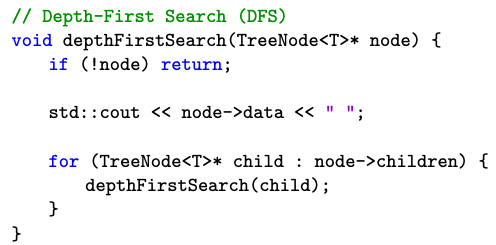 // Depth-First Search (DFS)
void depthFirstSearch(TreeNode<T>* node) {
    if (!node) return;

    std::cout << node->data << " ";

    for (TreeNode<T>* child : node->children) {
        depthFirstSearch(child);
    }
}